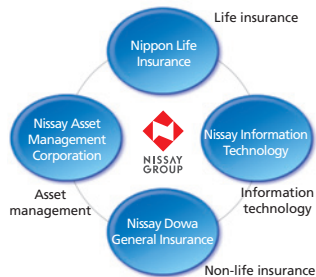 Life insurance
Nippon Life
Insurance
Nissay Asset
Management
Corporation
NISSAY
GROUP
Nissay Information
Technology
Asset
management
Information
technology
Nissay Dowa
General Insurance
Non-life insurance